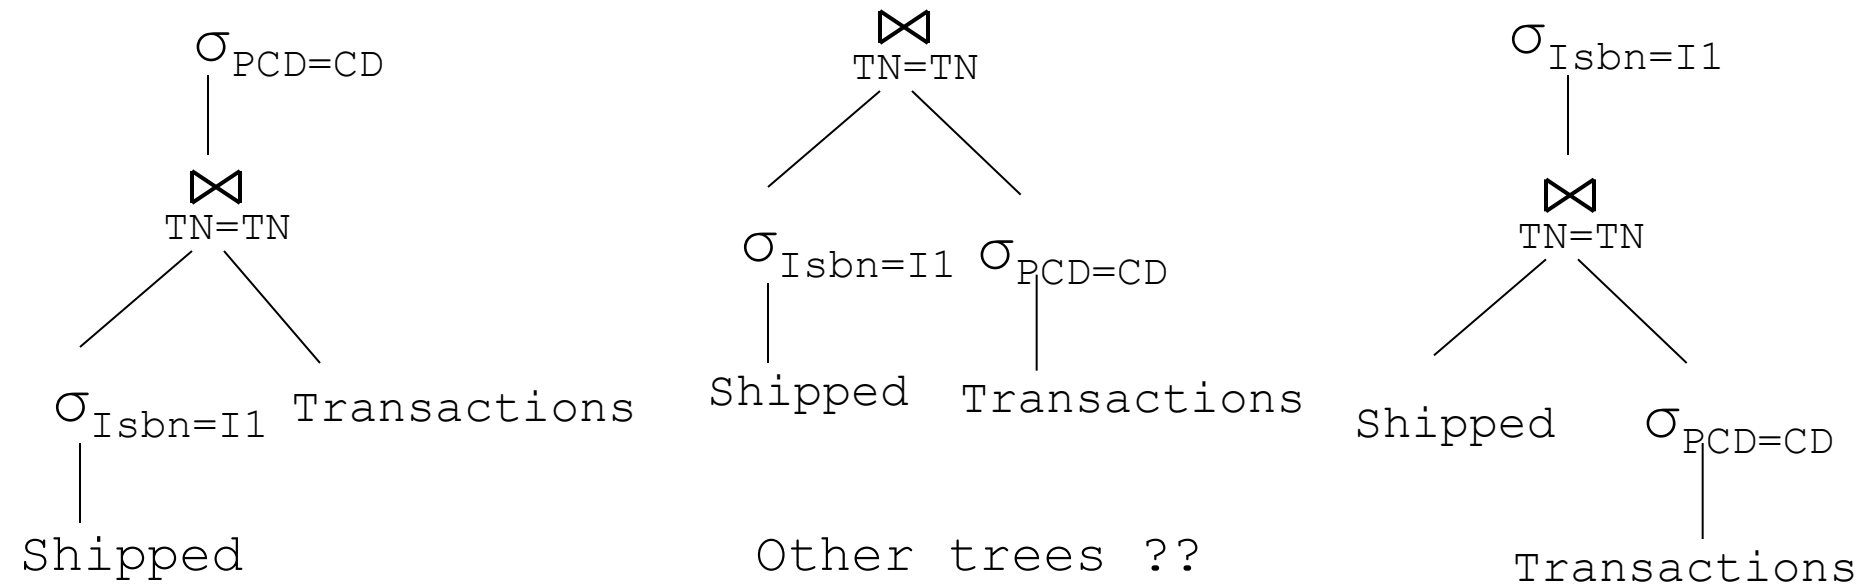 σPCD=CD
⋈
TN=TN
σIsbn=I1
Transactions
Shipped
⋈
TN=TN
σIsbn=I1
σPCD=CD
Shipped
Transactions
Other trees ??
σIsbn=I1
⋈
TN=TN
Shipped
σPCD=CD
Transactions